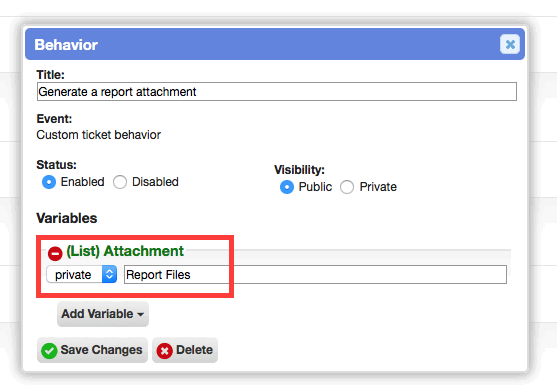 Behavior
Title:
Generate a report attachment
Event:
Custom ticket behavior
Status:
Enabled Disabled
Visibility:
Public Private
Variables
(List) Attachment
private Report Files
Add Variable
Save Changes Delete